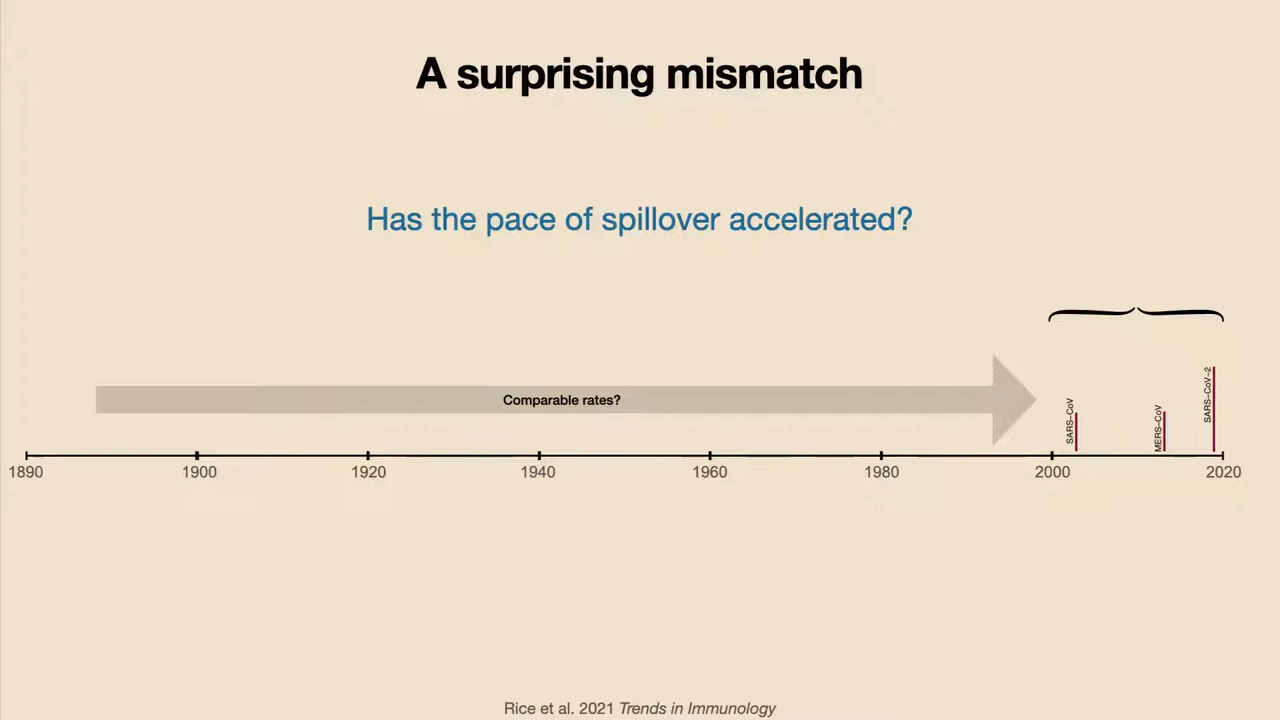 A surprising mismatch
Has the pace of spillover accelerated?
Comparable rates?
SARS–CoV
MERS–CoV
SARS–CoV–2
1890 1900 1920 1940 1960 1980 2000 2020
Rice et al. 2021 Trends in Immunology